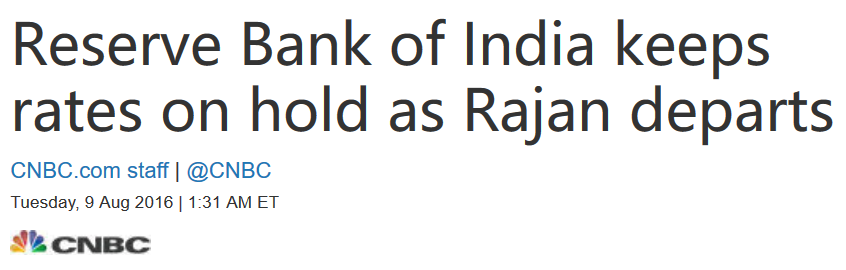 Reserve Bank of India keeps
rates on hold as Rajan departs
CNBC.com staff | @CNBC
Tuesday, 9 Aug 2016 | 1:31 AM ET
CNBC